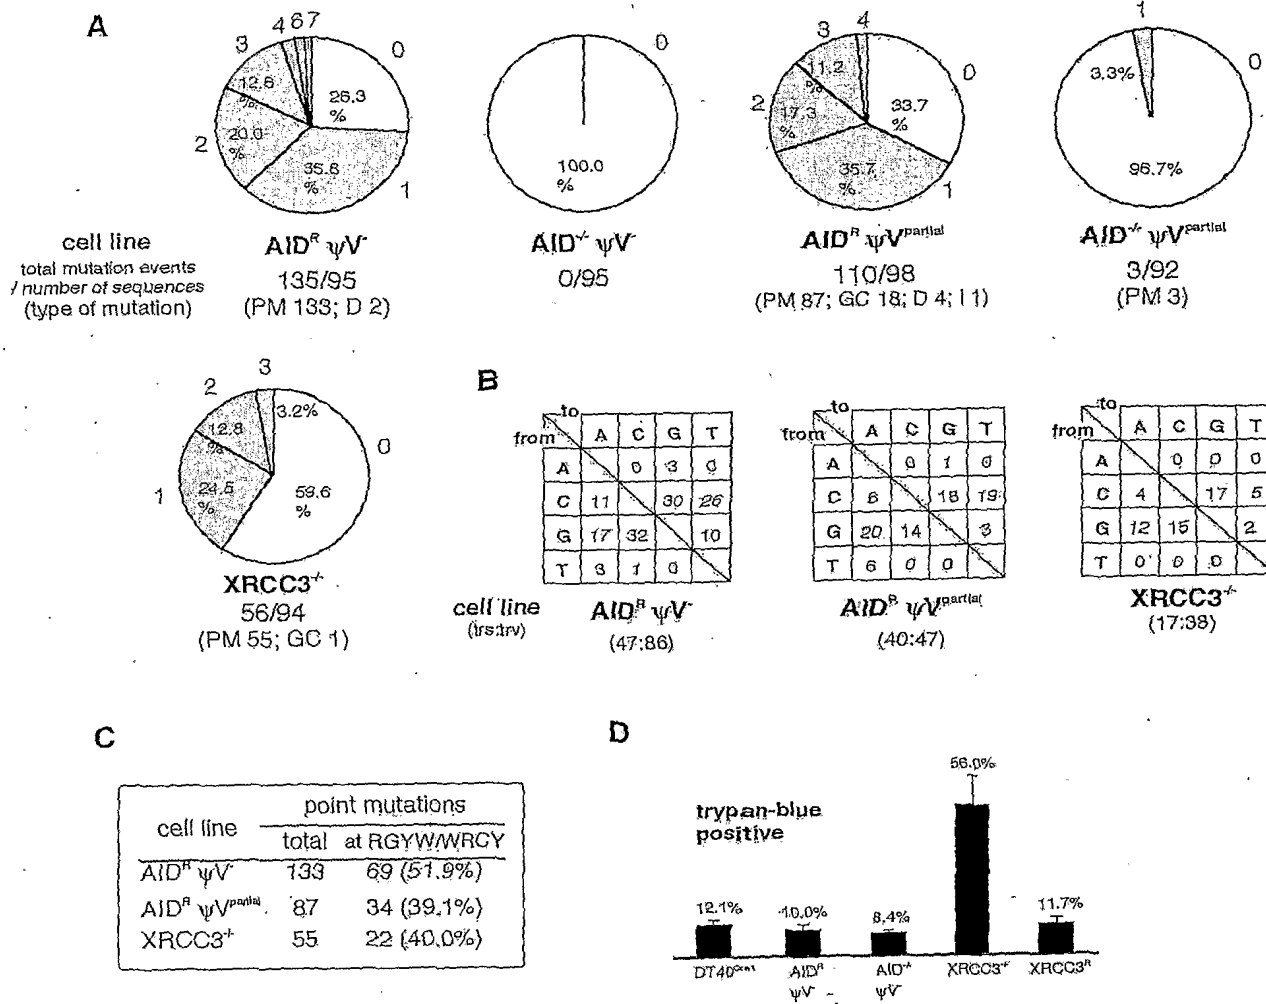 A
3
4 6 7
0
12.6 %
26.3 %
20.0 %
2
35.8 %
1
0
100.0 %
3
4
0
11.2 %
33.7 %
2
17.3 %
35.7 %
1
1
0
3.3%
96.7%
cell line
total mutation events
/ number of sequences
(type of mutation)
AID^R ψV^-
135/95
(PM 133; D 2)
AID^-/- ψV^-
0/95
AID^R ψV^partial
110/98
(PM 87; GC 18; D 4; I 1)
AID^-/- ψV^partial
3/92
(PM 3)
3
2
3.2%
12.8 %
0
1
24.5 %
59.6 %
XRCC3^-/-
56/94
(PM 55; GC 1)
B
to
from A C G T
A 0 3 0
C 11 30 26
G 17 32 10
T 3 1 0
cell line
(trs:trv)
AID^R ψV^-
(47:86)
to
from A C G T
A 0 1 0
C 6 18 19
G 20 14 3
T 6 0 0
AID^R ψV^partial
(40:47)
to
from A C G T
A 0 0 0
C 4 17 5
G 12 15 2
T 0 0 0
XRCC3^-/-
(17:38)
C
cell line point mutations
total at RGYW/WRCY
AID^R ψV^- 133 69 (51.9%)
AID^R ψV^partial 87 34 (39.1%)
XRCC3^-/- 55 22 (40.0%)
D
trypan-blue
positive
12.1%
10.0%
8.4%
56.0%
11.7%
DT40^Cre1
AID^R ψV^-
AID^-/- ψV^-
XRCC3^-/-
XRCC3^R